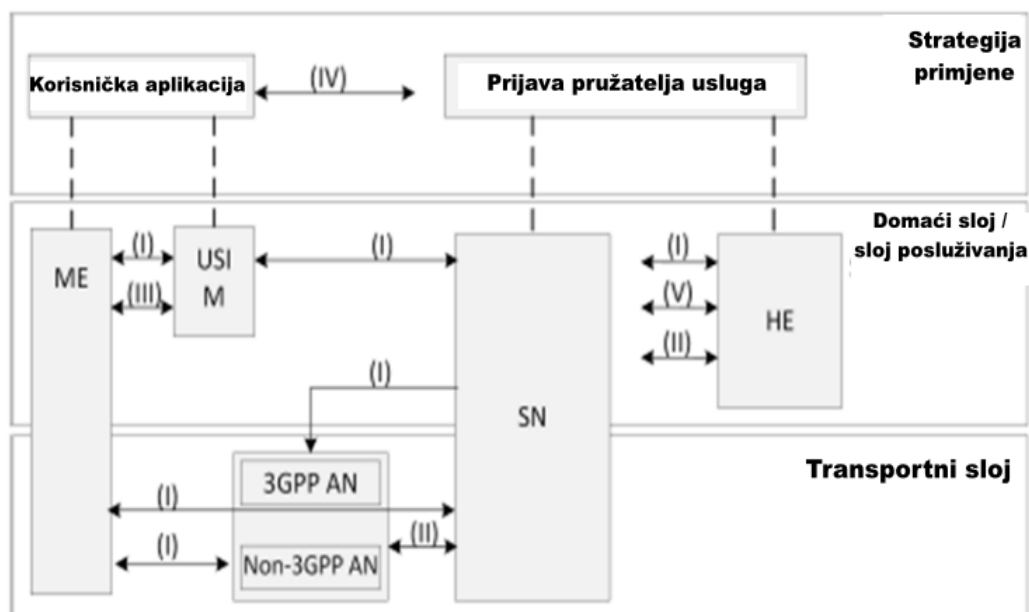 Strategija
primjene
Korisnička aplikacija
(IV)
Prijava pružatelja usluga
Domaći sloj /
sloj posluživanja
ME
(I)
(III)
USI
M
(I)
(I)
(V)
(II)
HE
(I)
SN
Transportni sloj
3GPP AN
(I)
(II)
(I)
Non-3GPP AN